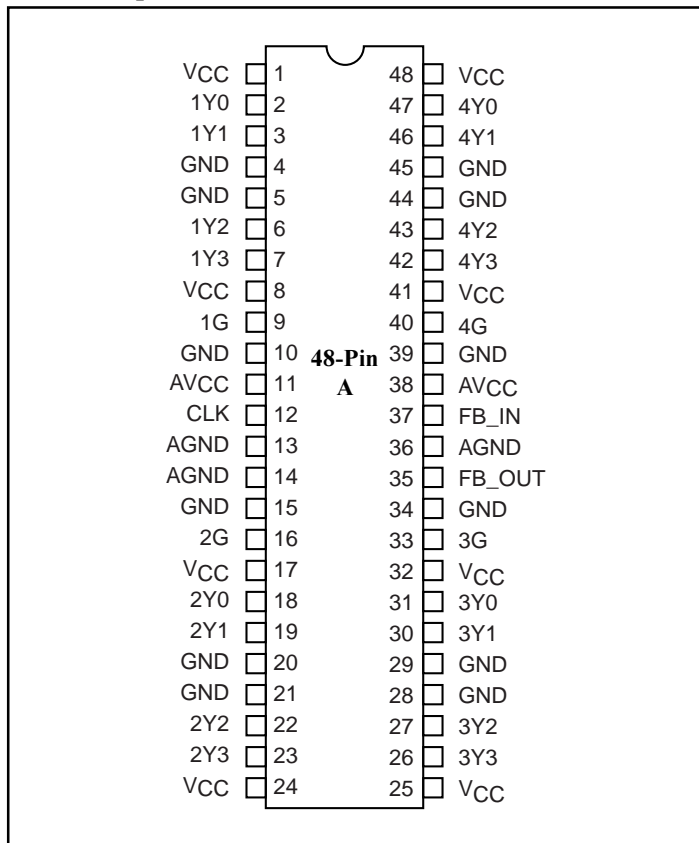 VCC 1 48 VCC
1Y0 2 47 4Y0
1Y1 3 46 4Y1
GND 4 45 GND
GND 5 44 GND
1Y2 6 43 4Y2
1Y3 7 42 4Y3
VCC 8 41 VCC
1G 9 40 4G
GND 10 48-Pin 39 GND
AVCC 11 A 38 AVCC
CLK 12 37 FB_IN
AGND 13 36 AGND
AGND 14 35 FB_OUT
GND 15 34 GND
2G 16 33 3G
VCC 17 32 VCC
2Y0 18 31 3Y0
2Y1 19 30 3Y1
GND 20 29 GND
GND 21 28 GND
2Y2 22 27 3Y2
2Y3 23 26 3Y3
VCC 24 25 VCC